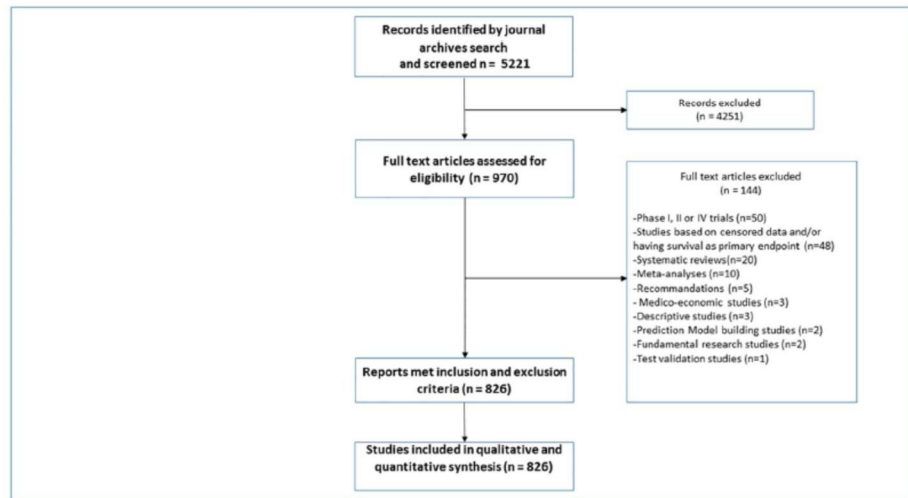 Records identified by journal
archives search
and screened n = 5221
Records excluded
(n = 4251)
Full text articles assessed for
eligibility (n = 970)
Full text articles excluded
(n = 144)
-Phase I, II or IV trials (n=50)
-Studies based on censored data and/or
having survival as primary endpoint (n=48)
-Systematic reviews(n=20)
-Meta-analyses (n=10)
-Recommandations (n=5)
- Medico-economic studies (n=3)
-Descriptive studies (n=3)
-Prediction Model building studies (n=2)
-Fundamental research studies (n=2)
-Test validation studies (n=1)
Reports met inclusion and exclusion
criteria (n = 826)
Studies included in qualitative and
quantitative synthesis (n = 826)